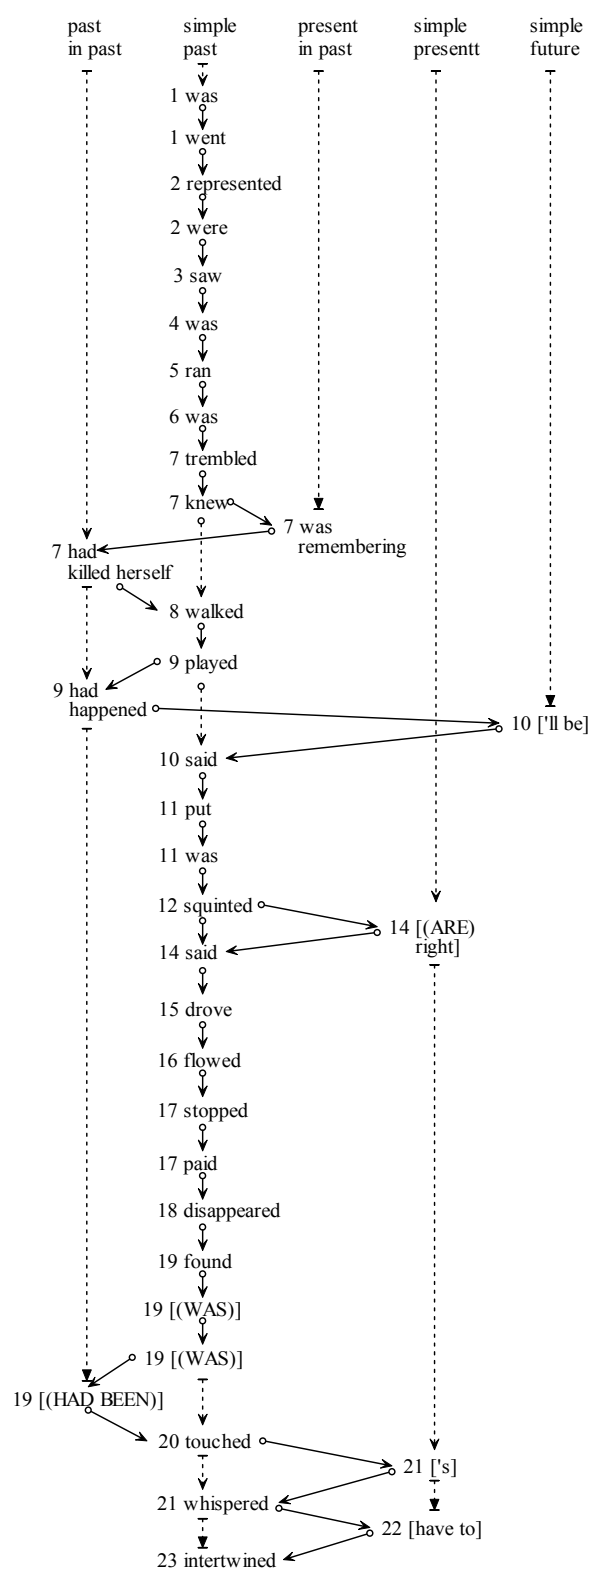 past
in past
simple
past
present
in past
simple
presentt
simple
future
1 was
1 went
2 represented
2 were
3 saw
4 was
5 ran
6 was
7 trembled
7 knew
7 was
remembering
7 had
killed herself
8 walked
9 played
9 had
happened
10 ['ll be]
10 said
11 put
11 was
12 squinted
14 [(ARE)
right]
14 said
15 drove
16 flowed
17 stopped
17 paid
18 disappeared
19 found
19 [(WAS)]
19 [(WAS)]
19 [(HAD BEEN)]
20 touched
21 ['s]
21 whispered
22 [have to]
23 intertwined